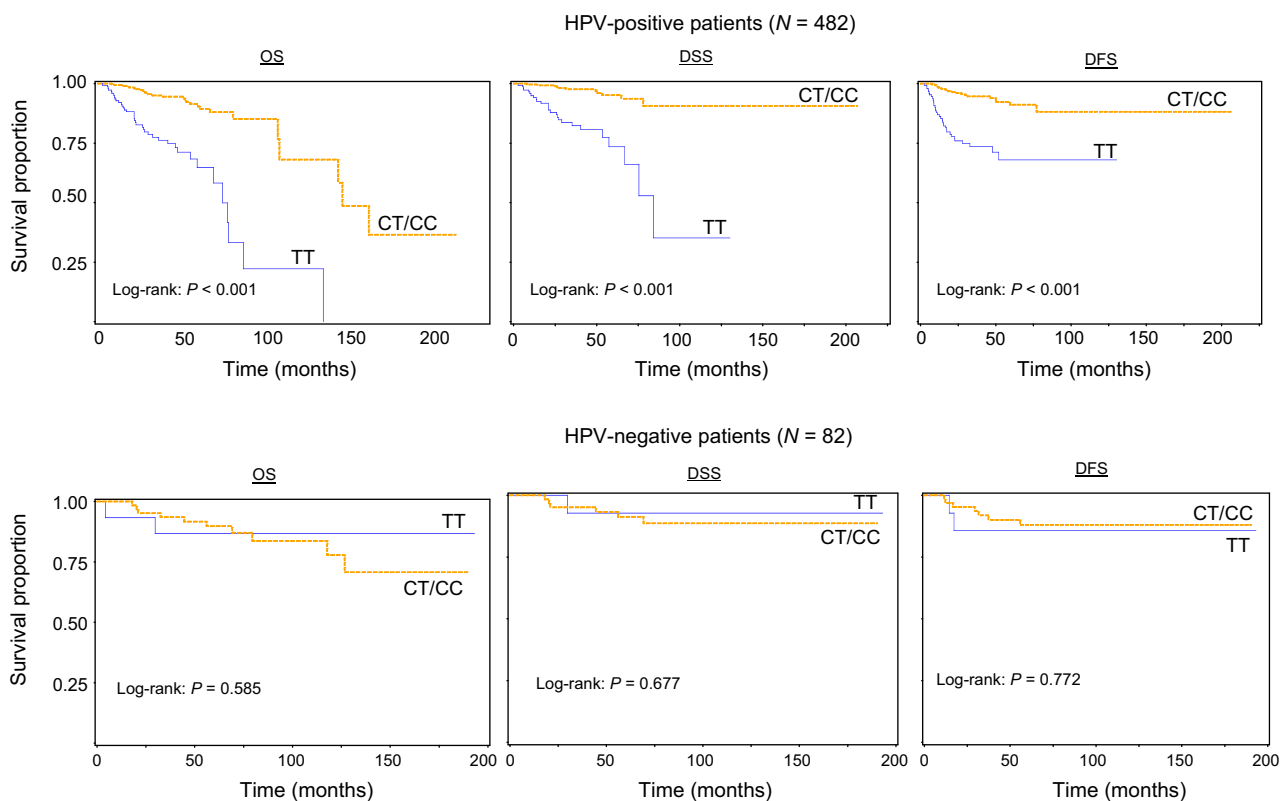 HPV-positive patients (N = 482)
OS
DSS
DFS
Survival proportion
1.00
0.75
0.50
0.25
CT/CC
TT
Log-rank: P < 0.001
0 50 100 150 200
Time (months)
CT/CC
TT
Log-rank: P < 0.001
0 50 100 150 200
Time (months)
CT/CC
TT
Log-rank: P < 0.001
0 50 100 150 200
Time (months)
HPV-negative patients (N = 82)
OS
DSS
DFS
Survival proportion
1.00
0.75
0.50
0.25
TT
CT/CC
Log-rank: P = 0.585
0 50 100 150 200
Time (months)
TT
CT/CC
Log-rank: P = 0.677
0 50 100 150 200
Time (months)
CT/CC
TT
Log-rank: P = 0.772
0 50 100 150 200
Time (months)